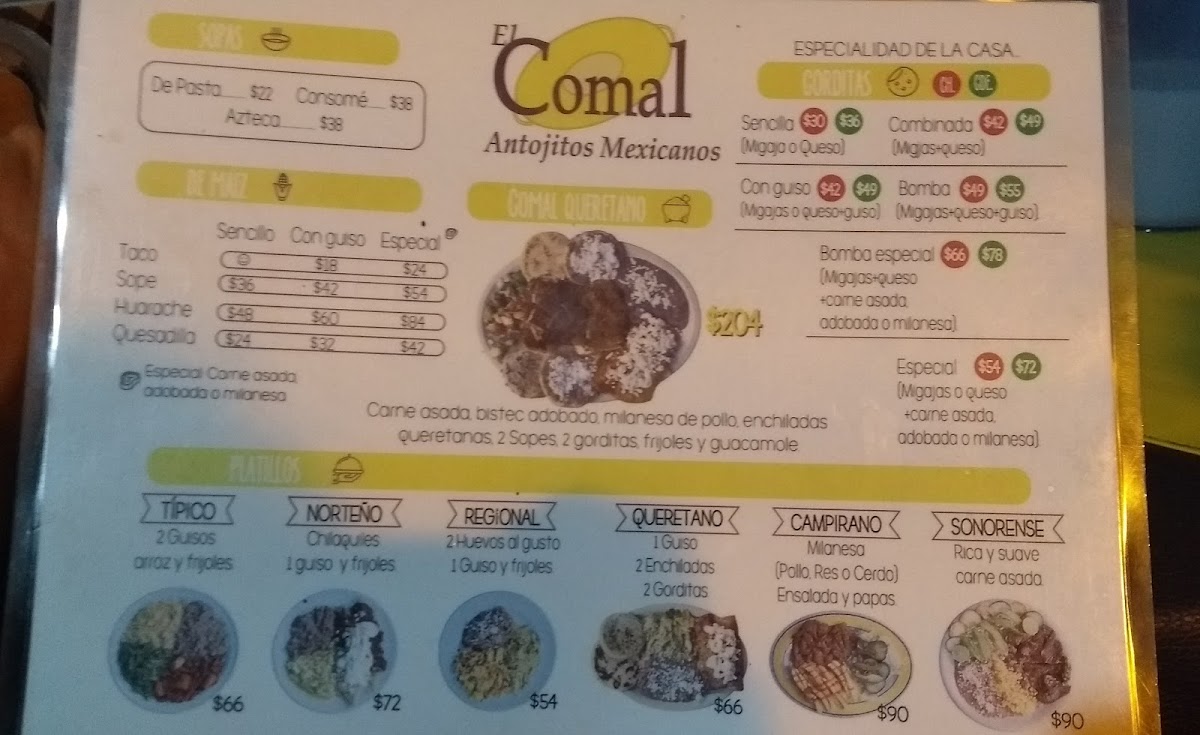 SOPAS
De Pasta...... $22 Consomé.... $38
Azteca........... $38
El
Comal
Antojitos Mexicanos
ESPECIALIDAD DE LA CASA...
GORDITAS CH. GDE.
Sencilla $30 $36
(Migaja o Queso)
Combinada $42 $49
(Migjas+queso)
Con guiso $42 $49
(Migajas o queso+guiso)
Bomba $49 $55
(Migajas+queso+guiso)
Bomba especial $66 $78
(Migajas+queso
+carne asada,
adobada o milanesa)
Especial $54 $72
(Migajas o queso
+carne asada,
adobada o milanesa)
DE MAÍZ
Sencillo Con guiso Especial
Taco $18 $24
Sope $36 $42 $54
Huarache $48 $60 $84
Quesadilla $24 $32 $42
Especial: Carne asada,
adobada o milanesa
COMAL QUERETANO
$204
Carne asada, bistec adobado, milanesa de pollo, enchiladas
queretanas, 2 Sopes, 2 gorditas, frijoles y guacamole.
PLATILLOS
TÍPICO
2 Guisos
arroz y frijoles
$66
NORTEÑO
Chilaquiles
1 guiso y frijoles
$72
REGIONAL
2 Huevos al gusto
1 Guiso y frijoles
$54
QUERETANO
1 Guiso
2 Enchiladas
2 Gorditas
$66
CAMPIRANO
Milanesa
(Pollo, Res o Cerdo)
Ensalada y papas
$90
SONORENSE
Rica y suave
carne asada
$90